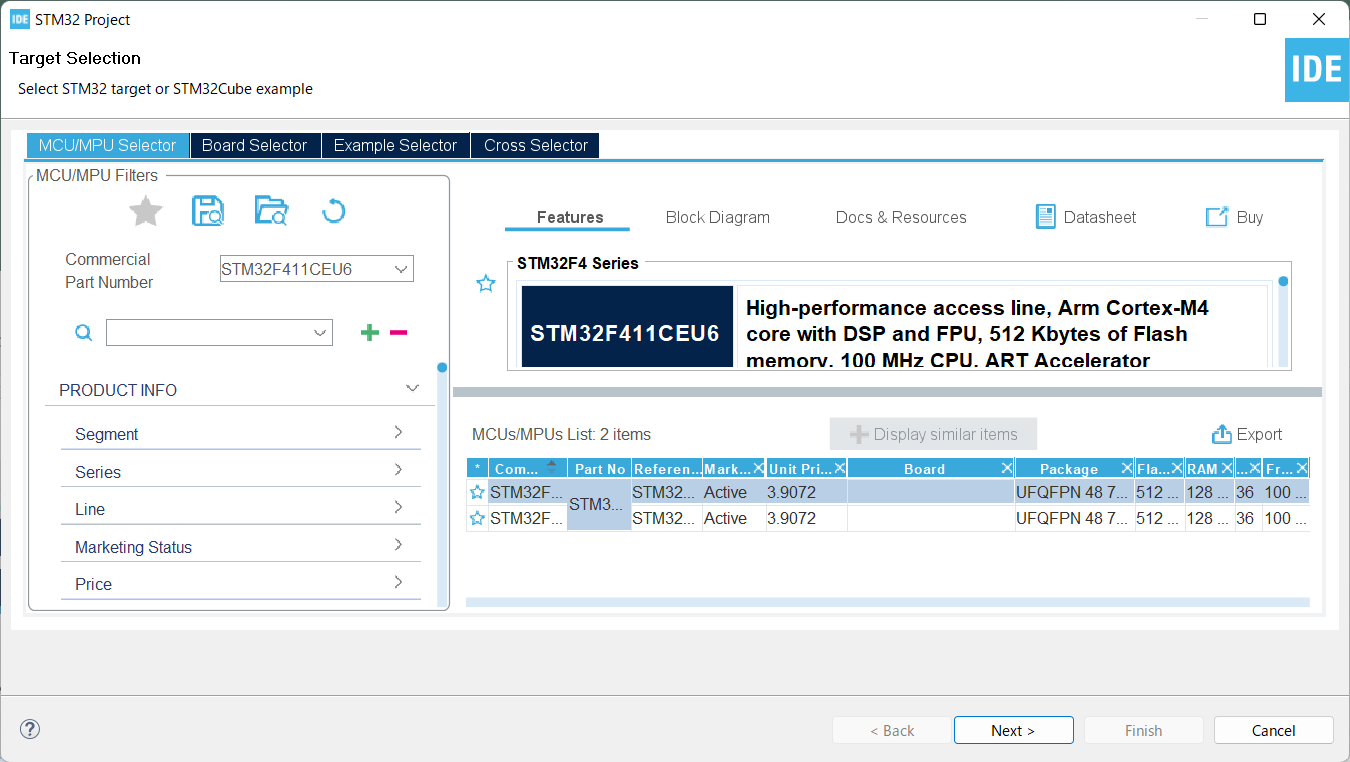 IDE STM32 Project
Target Selection
Select STM32 target or STM32Cube example
IDE
MCU/MPU Selector Board Selector Example Selector Cross Selector
MCU/MPU Filters
Commercial
Part Number
STM32F411CEU6
PRODUCT INFO
Segment
Series
Line
Marketing Status
Price
Features Block Diagram Docs & Resources Datasheet Buy
STM32F4 Series
STM32F411CEU6
High-performance access line, Arm Cortex-M4
core with DSP and FPU, 512 Kbytes of Flash
memory, 100 MHz CPU, ART Accelerator
MCUs/MPUs List: 2 items Display similar items Export
* Com... Part No Referen... Mark... Unit Pri... Board Package Fla... RAM ... Fr...
STM32F... STM3... STM32... Active 3.9072 UFQFPN 48 7... 512 ... 128 ... 36 100 ...
STM32F... STM32... Active 3.9072 UFQFPN 48 7... 512 ... 128 ... 36 100 ...
? < Back Next > Finish Cancel